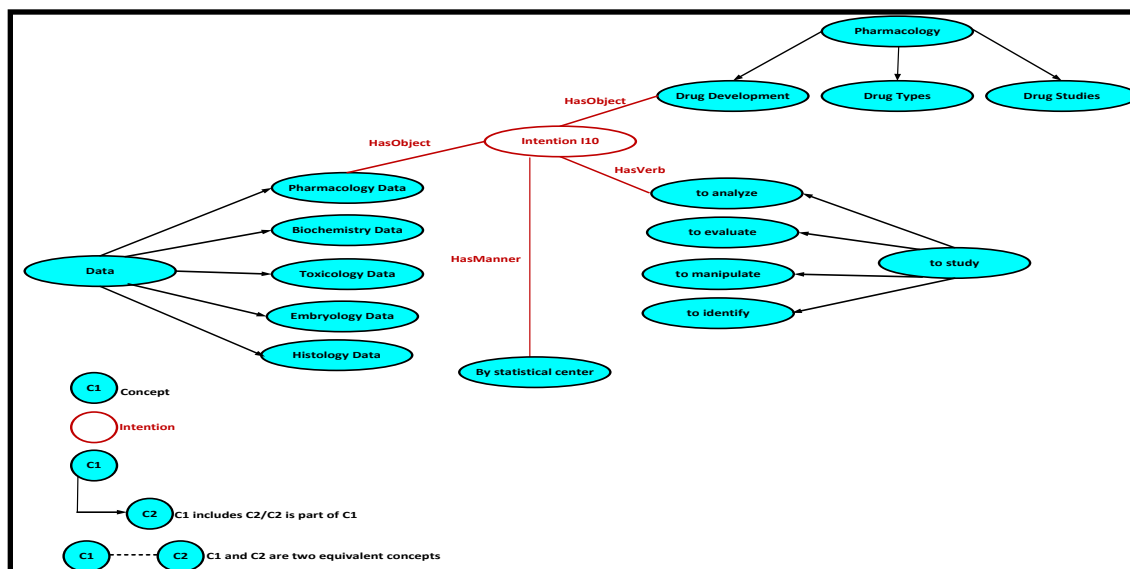 Pharmacology
Drug Development
Drug Types
Drug Studies
HasObject
Intention I10
HasObject
HasVerb
Pharmacology Data
to analyze
Biochemistry Data
to evaluate
HasManner
Data
Toxicology Data
to manipulate
to study
Embryology Data
to identify
Histology Data
By statistical center
C1
Concept
Intention
C1
C2
C1 includes C2/C2 is part of C1
C1
C2
C1 and C2 are two equivalent concepts